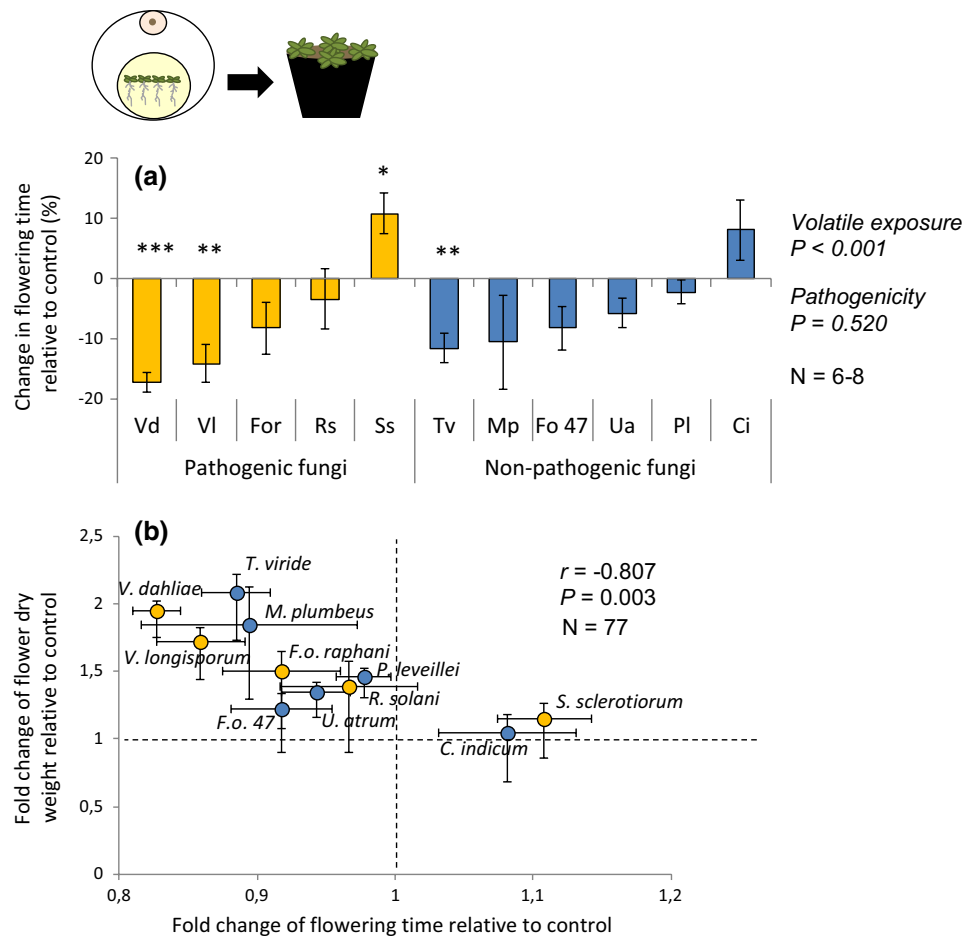 (a)
Change in flowering time
relative to control (%)
20
10
0
-10
-20
***
**
*
**
Vd Vl For Rs Ss Tv Mp Fo 47 Ua Pl Ci
Pathogenic fungi Non-pathogenic fungi
Volatile exposure
P < 0.001
Pathogenicity
P = 0.520
N = 6-8
(b)
Fold change of flower dry
weight relative to control
2,5
2
1,5
1
0,5
0
T. viride
V. dahliae
M. plumbeus
V. longisporum
F.o. raphani
P. leveillei
R. solani
F.o. 47
U. atrum
S. sclerotiorum
C. indicum
r = -0.807
P = 0.003
N = 77
0,8 0,9 1 1,1 1,2
Fold change of flowering time relative to control